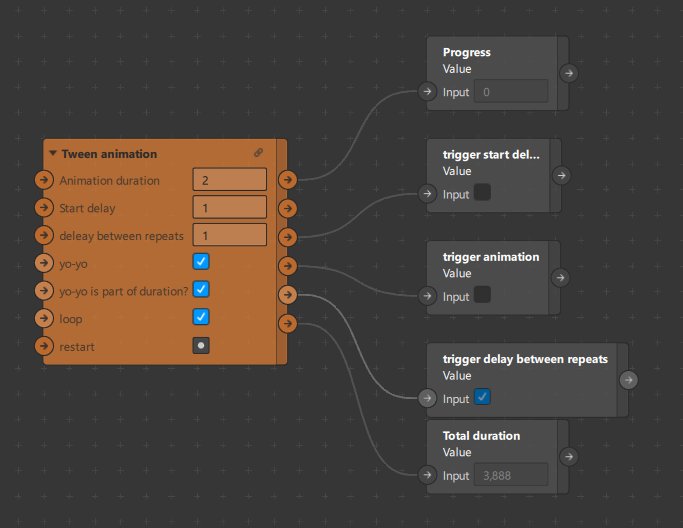 Tween animation
Animation duration 2
Start delay 1
deleay between repeats 1
yo-yo
yo-yo is part of duration?
loop
restart
Progress
Value
Input 0
trigger start del...
Value
Input
trigger animation
Value
Input
trigger delay between repeats
Value
Input
Total duration
Value
Input 3,888